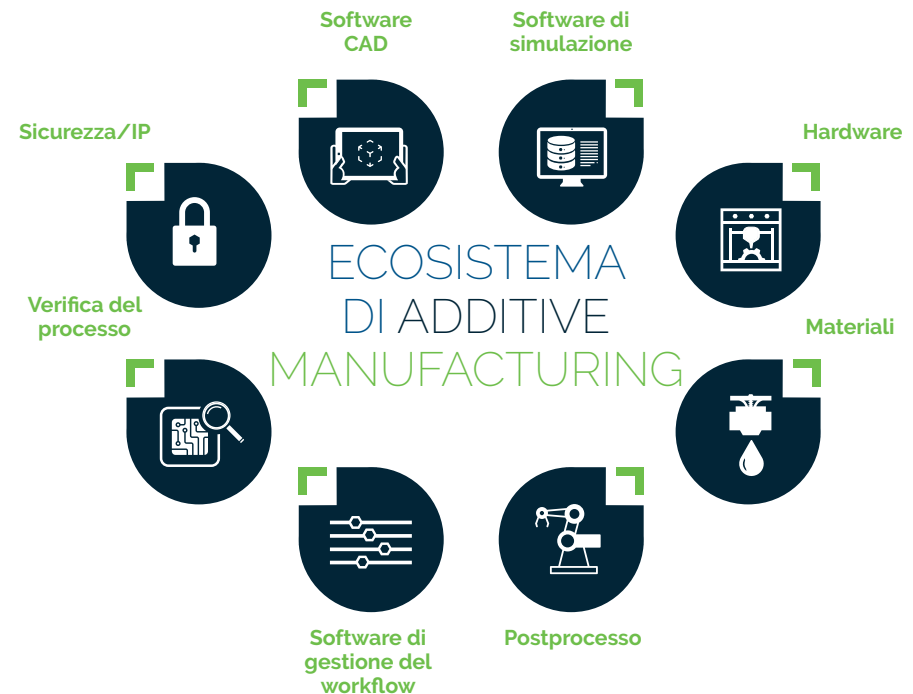 Software
CAD
Software di
simulazione
Sicurezza/IP
Hardware
ECOSISTEMA
DI ADDITIVE
MANUFACTURING
Verifica del
processo
Materiali
Software di
gestione del
workflow
Postprocesso